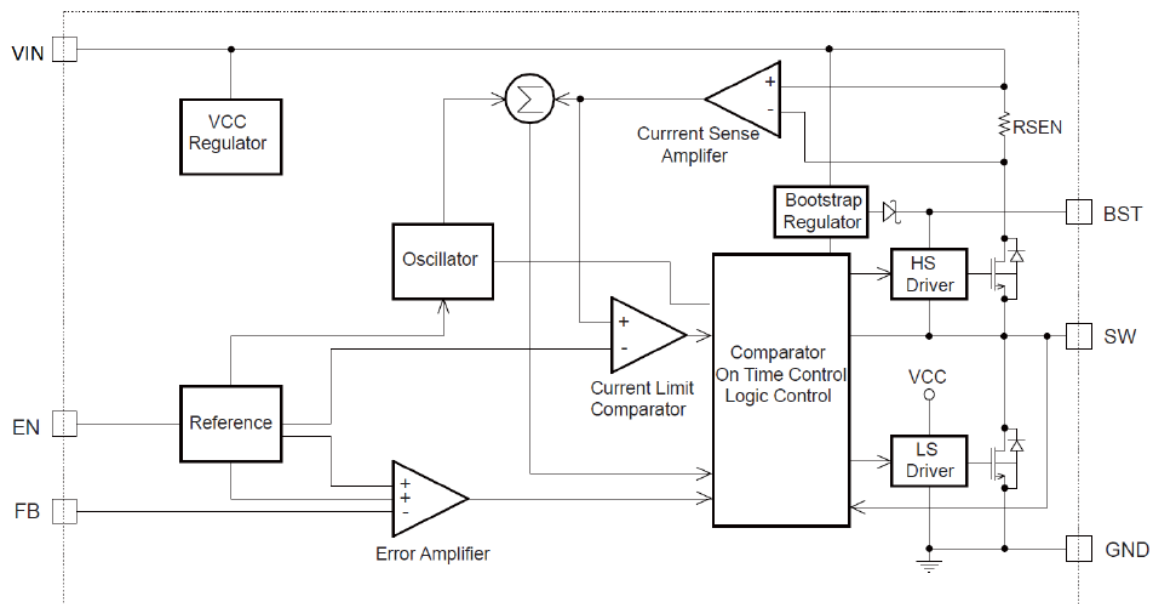 VIN
VCC
Regulator
Σ
+
-
Currrent Sense
Amplifer
RSEN
Bootstrap
Regulator
BST
Oscillator
HS
Driver
+
-
Current Limit
Comparator
Comparator
On Time Control
Logic Control
SW
VCC
EN
Reference
LS
Driver
+
+
-
FB
Error Amplifier
GND